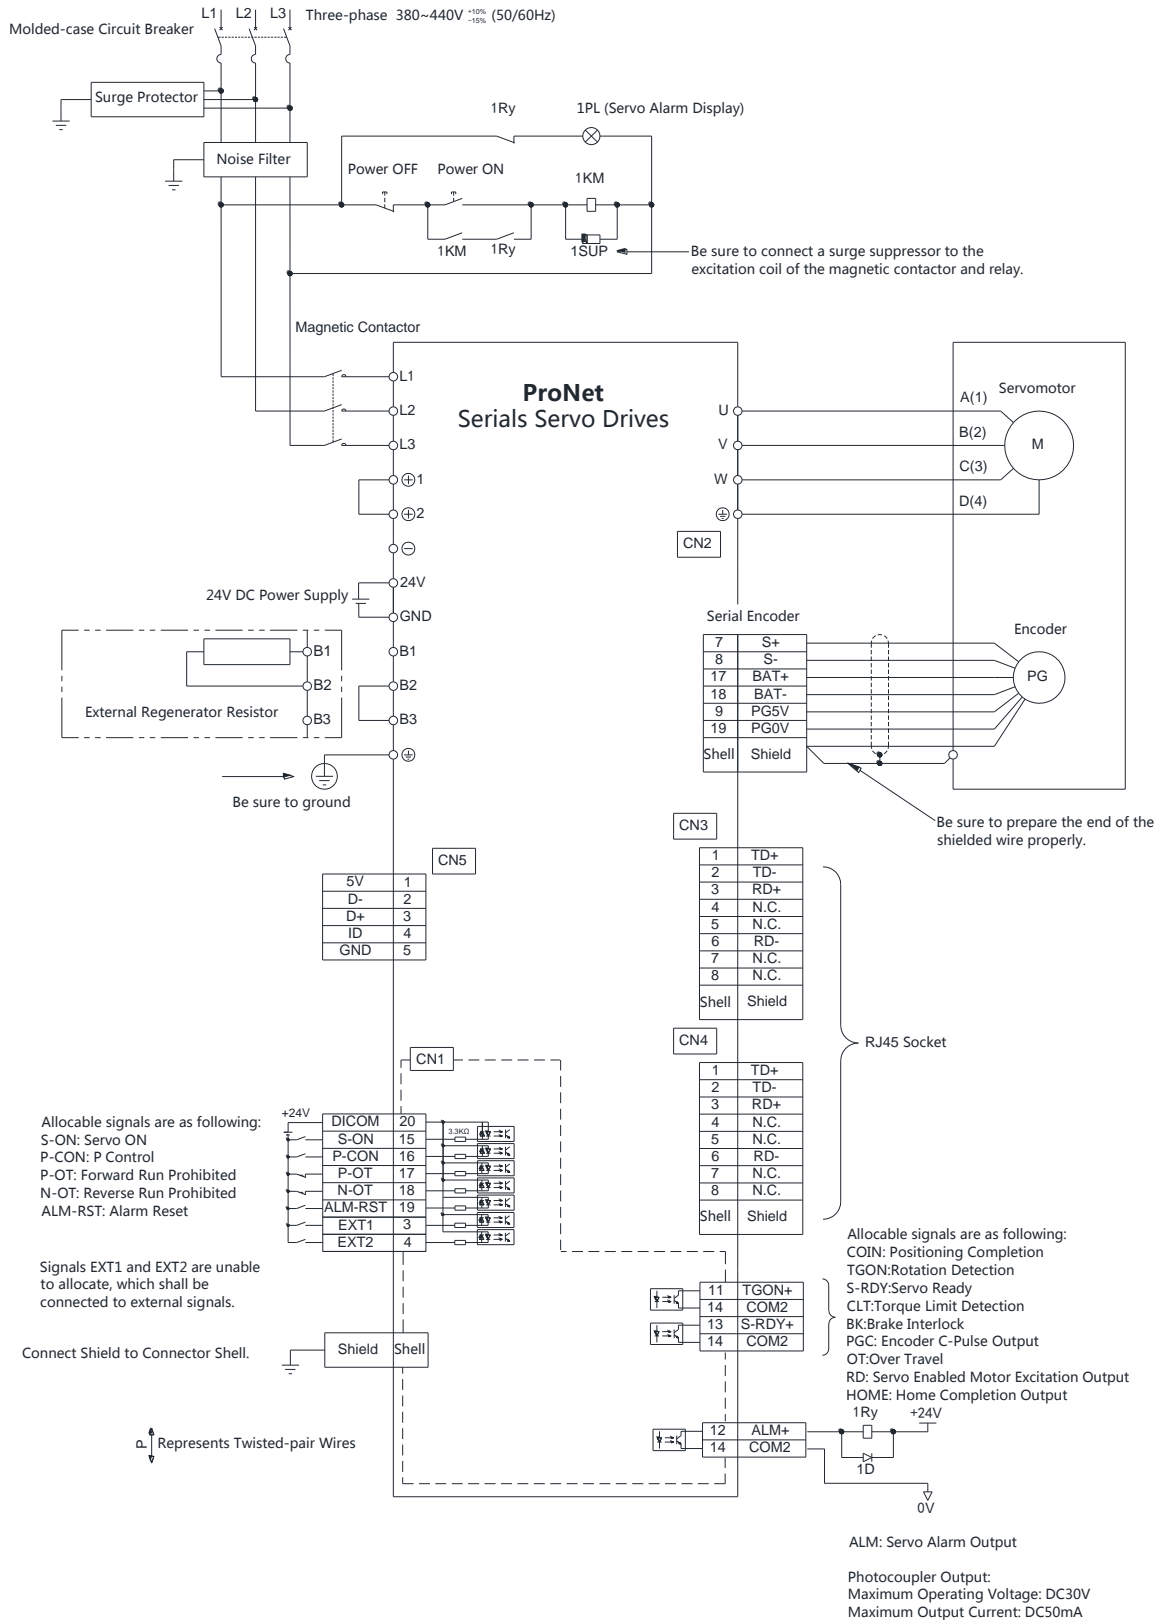 L1 L2 L3 Three-phase 380~440V +10% -15% (50/60Hz)
Molded-case Circuit Breaker
Surge Protector
Noise Filter
1Ry 1PL (Servo Alarm Display)
Power OFF Power ON
1KM
1KM 1Ry 1SUP
Be sure to connect a surge suppressor to the
excitation coil of the magnetic contactor and relay.
Magnetic Contactor
ProNet
Serials Servo Drives
L1
L2
L3
1
2
24V DC Power Supply
24V
GND
B1
B2
B3
External Regenerator Resistor
B1
B2
B3
Be sure to ground
U
V
W
A(1)
B(2)
C(3)
D(4)
Servomotor
M
CN2
Serial Encoder
7 S+
8 S-
17 BAT+
18 BAT-
9 PG5V
19 PG0V
Shell Shield
Encoder
PG
Be sure to prepare the end of the
shielded wire properly.
CN5
5V 1
D- 2
D+ 3
ID 4
GND 5
CN3
1 TD+
2 TD-
3 RD+
4 N.C.
5 N.C.
6 RD-
7 N.C.
8 N.C.
Shell Shield
CN4
1 TD+
2 TD-
3 RD+
4 N.C.
5 N.C.
6 RD-
7 N.C.
8 N.C.
Shell Shield
RJ45 Socket
CN1
Allocable signals are as following:
S-ON: Servo ON
P-CON: P Control
P-OT: Forward Run Prohibited
N-OT: Reverse Run Prohibited
ALM-RST: Alarm Reset
+24V
DICOM 20
S-ON 15
P-CON 16
P-OT 17
N-OT 18
ALM-RST 19
EXT1 3
EXT2 4
3.3KΩ
Signals EXT1 and EXT2 are unable
to allocate, which shall be
connected to external signals.
Connect Shield to Connector Shell.
Shield Shell
P Represents Twisted-pair Wires
11 TGON+
14 COM2
13 S-RDY+
14 COM2
Allocable signals are as following:
COIN: Positioning Completion
TGON:Rotation Detection
S-RDY:Servo Ready
CLT:Torque Limit Detection
BK:Brake Interlock
PGC: Encoder C-Pulse Output
OT:Over Travel
RD: Servo Enabled Motor Excitation Output
HOME: Home Completion Output
12 ALM+
14 COM2
1Ry +24V
1D
0V
ALM: Servo Alarm Output
Photocoupler Output:
Maximum Operating Voltage: DC30V
Maximum Output Current: DC50mA